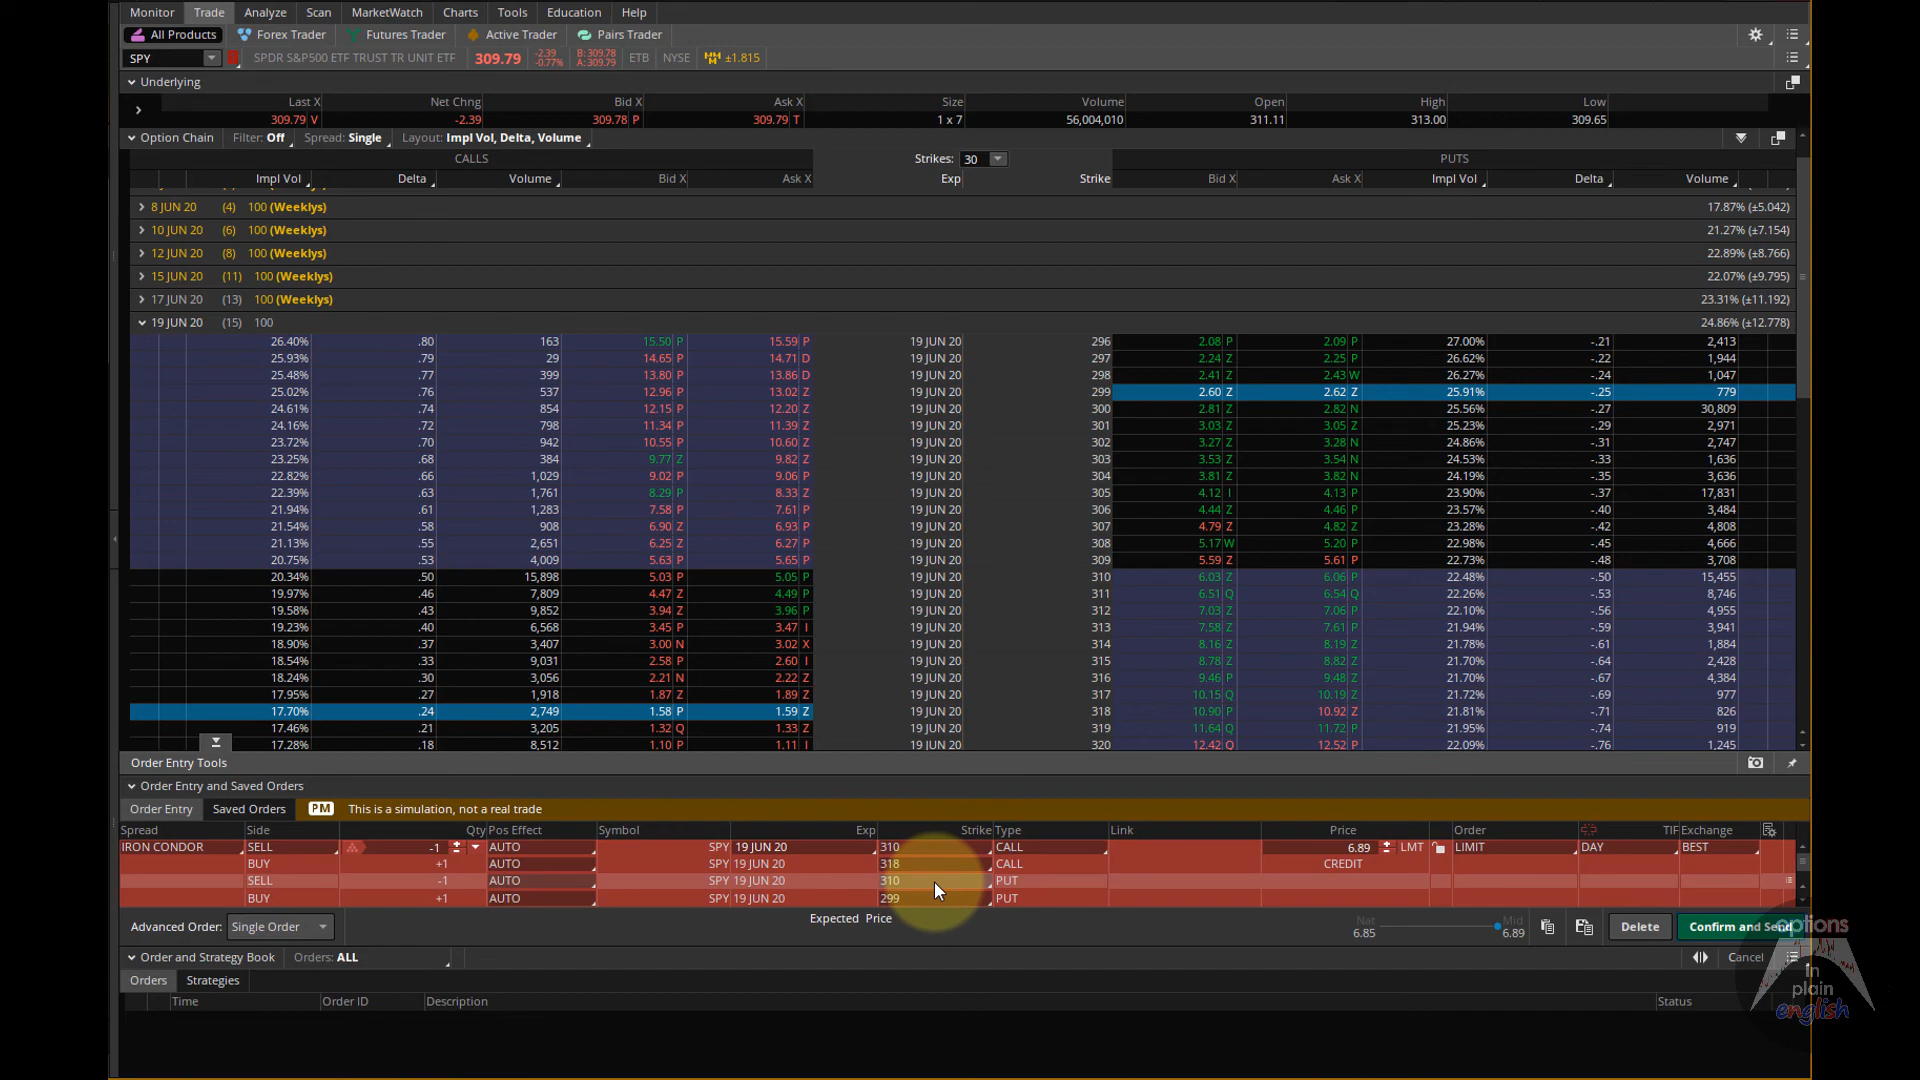 Monitor Trade Analyze Scan MarketWatch Charts Tools Education Help
All Products Forex Trader Futures Trader Active Trader Pairs Trader
SPY SPDR S&P500 ETF TRUST TR UNIT ETF 309.79 -2.39 -0.77% B: 309.78 A: 309.79 ETB NYSE MM ±1.815
Underlying
Last X Net Chng Bid X Ask X Size Volume Open High Low
309.79 V -2.39 309.78 P 309.79 T 1 x 7 56,004,010 311.11 313.00 309.65
Option Chain Filter: Off Spread: Single Layout: Impl Vol, Delta, Volume
CALLS Strikes: 30 PUTS
Impl Vol Delta Volume Bid X Ask X Exp Strike Bid X Ask X Impl Vol Delta Volume
8 JUN 20 (4) 100 (Weeklys) 17.87% (±5.042)
10 JUN 20 (6) 100 (Weeklys) 21.27% (±7.154)
12 JUN 20 (8) 100 (Weeklys) 22.89% (±8.766)
15 JUN 20 (11) 100 (Weeklys) 22.07% (±9.795)
17 JUN 20 (13) 100 (Weeklys) 23.31% (±11.192)
19 JUN 20 (15) 100 24.86% (±12.778)
26.40% .80 163 15.50 P 15.59 P 19 JUN 20 296 2.08 P 2.09 P 27.00% -.21 2,413
25.93% .79 29 14.65 P 14.71 D 19 JUN 20 297 2.24 Z 2.25 P 26.62% -.22 1,944
25.48% .77 399 13.80 P 13.86 D 19 JUN 20 298 2.41 Z 2.43 W 26.27% -.24 1,047
25.02% .76 537 12.96 P 13.02 Z 19 JUN 20 299 2.60 Z 2.62 Z 25.91% -.25 779
24.61% .74 854 12.15 P 12.20 Z 19 JUN 20 300 2.81 Z 2.82 N 25.56% -.27 30,809
24.16% .72 798 11.34 P 11.39 Z 19 JUN 20 301 3.03 Z 3.05 Z 25.23% -.29 2,971
23.72% .70 942 10.55 P 10.60 Z 19 JUN 20 302 3.27 Z 3.28 N 24.86% -.31 2,747
23.25% .68 384 9.77 Z 9.82 Z 19 JUN 20 303 3.53 Z 3.54 N 24.53% -.33 1,636
22.82% .66 1,029 9.02 P 9.06 P 19 JUN 20 304 3.81 Z 3.82 N 24.19% -.35 3,636
22.39% .63 1,761 8.29 P 8.33 Z 19 JUN 20 305 4.12 I 4.13 P 23.90% -.37 17,831
21.94% .61 1,283 7.58 P 7.61 P 19 JUN 20 306 4.44 Z 4.46 P 23.57% -.40 3,484
21.54% .58 908 6.90 Z 6.93 P 19 JUN 20 307 4.79 Z 4.82 Z 23.28% -.42 4,808
21.13% .55 2,651 6.25 Z 6.27 P 19 JUN 20 308 5.17 W 5.20 P 22.98% -.45 4,666
20.75% .53 4,009 5.63 P 5.65 P 19 JUN 20 309 5.59 Z 5.61 P 22.73% -.48 3,708
20.34% .50 15,898 5.03 P 5.05 P 19 JUN 20 310 6.03 Z 6.06 P 22.48% -.50 15,455
19.97% .46 7,809 4.47 Z 4.49 P 19 JUN 20 311 6.51 Q 6.54 Q 22.26% -.53 8,746
19.58% .43 9,852 3.94 Z 3.96 P 19 JUN 20 312 7.03 Z 7.06 P 22.10% -.56 4,955
19.23% .40 6,568 3.45 P 3.47 I 19 JUN 20 313 7.58 Z 7.61 P 21.94% -.59 3,941
18.90% .37 3,407 3.00 N 3.02 X 19 JUN 20 314 8.16 Z 8.19 Z 21.78% -.61 1,884
18.54% .33 9,031 2.58 P 2.60 I 19 JUN 20 315 8.78 Z 8.82 Z 21.70% -.64 2,428
18.24% .30 3,056 2.21 N 2.22 Z 19 JUN 20 316 9.46 P 9.48 Z 21.70% -.67 4,384
17.95% .27 1,918 1.87 Z 1.89 Z 19 JUN 20 317 10.15 Q 10.19 Z 21.72% -.69 977
17.70% .24 2,749 1.58 P 1.59 Z 19 JUN 20 318 10.90 P 10.92 Z 21.81% -.71 826
17.46% .21 3,205 1.32 Q 1.33 Z 19 JUN 20 319 11.64 Q 11.72 P 21.95% -.74 919
17.28% .18 8,512 1.10 P 1.11 I 19 JUN 20 320 12.42 Q 12.52 P 22.09% -.76 1,245
Order Entry Tools
Order Entry and Saved Orders
Order Entry Saved Orders PM This is a simulation, not a real trade
Spread Side Qty Pos Effect Symbol Exp Strike Type Link Price Order TIF Exchange
IRON CONDOR SELL -1 AUTO SPY 19 JUN 20 310 CALL 6.89 LMT LIMIT DAY BEST
BUY +1 AUTO SPY 19 JUN 20 318 CALL CREDIT
SELL -1 AUTO SPY 19 JUN 20 310 PUT
BUY +1 AUTO SPY 19 JUN 20 299 PUT
Expected Price
Advanced Order: Single Order Nat 6.85 Mid 6.89 Delete Confirm and Send
Order and Strategy Book Orders: ALL Cancel
Orders Strategies
Time Order ID Description Status
options
in
plain
english